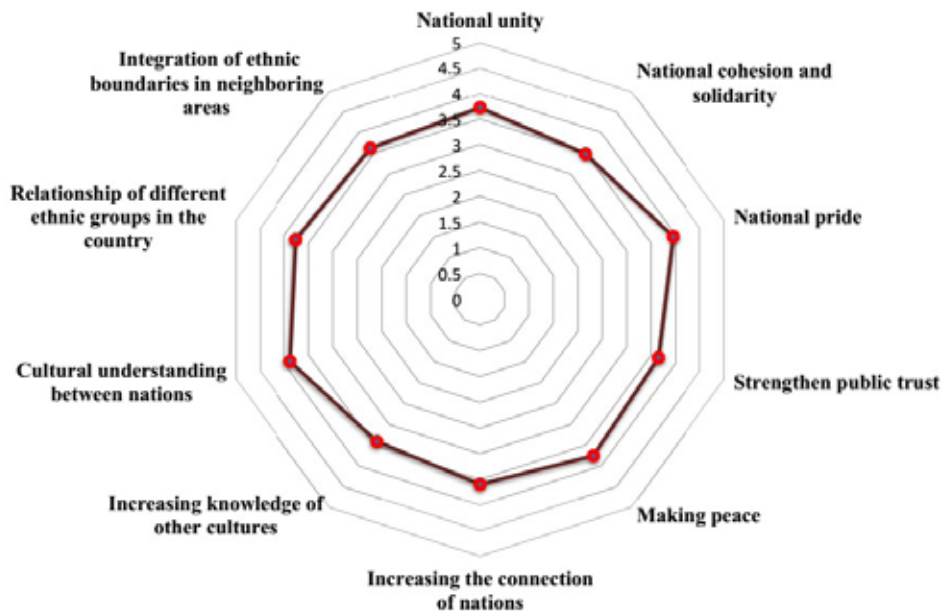 National unity
5
4.5
4
3.5
3
2.5
2
1.5
1
0.5
0
National cohesion and
solidarity
National pride
Strengthen public trust
Making peace
Increasing the connection
of nations
Increasing knowledge of
other cultures
Cultural understanding
between nations
Relationship of different
ethnic groups in the
country
Integration of ethnic
boundaries in neighboring
areas